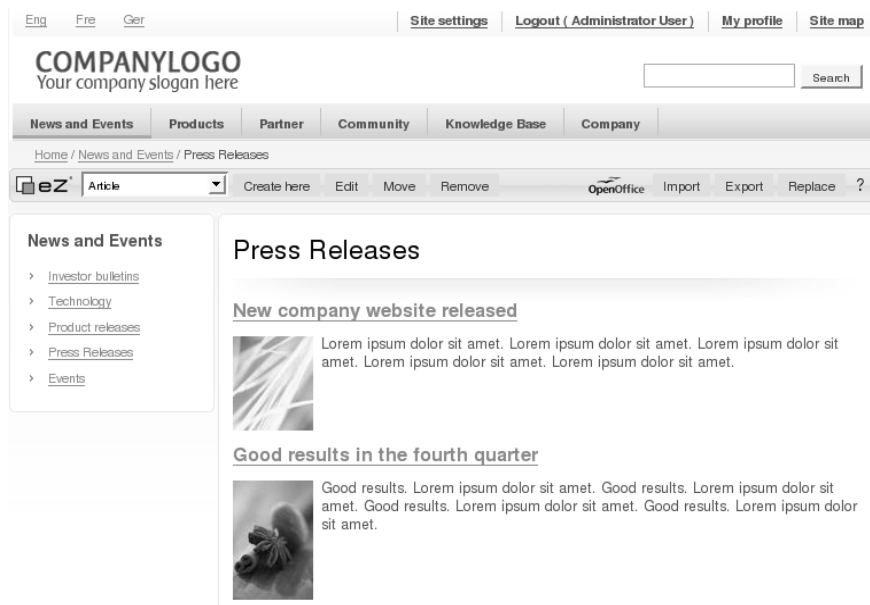 Eng Fre Ger Site settings Logout ( Administrator User ) My profile Site map
COMPANYLOGO
Your company slogan here
Search
News and Events Products Partner Community Knowledge Base Company
Home / News and Events / Press Releases
eZ Article Create here Edit Move Remove OpenOffice Import Export Replace ?
News and Events
› Investor bulletins
› Technology
› Product releases
› Press Releases
› Events
Press Releases
New company website released
Lorem ipsum dolor sit amet. Lorem ipsum dolor sit amet. Lorem ipsum dolor sit
amet. Lorem ipsum dolor sit amet. Lorem ipsum dolor sit amet.
Good results in the fourth quarter
Good results. Lorem ipsum dolor sit amet. Good results. Lorem ipsum dolor sit
amet. Good results. Lorem ipsum dolor sit amet. Good results. Lorem ipsum dolor
sit amet.